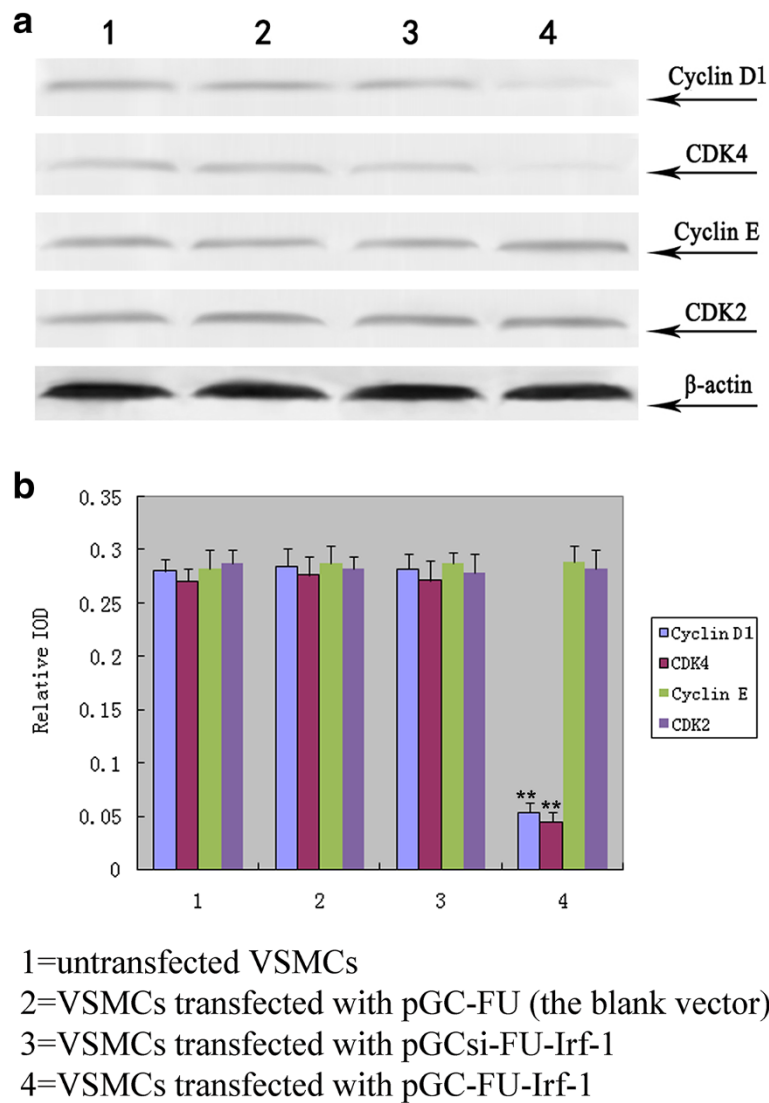 a
1 2 3 4
Cyclin D1
CDK4
Cyclin E
CDK2
β-actin
b
Relative IOD
0.35
0.3
0.25
0.2
0.15
0.1
0.05
0
** **
1 2 3 4
Cyclin D1
CDK4
Cyclin E
CDK2
1=untransfected VSMCs
2=VSMCs transfected with pGC-FU (the blank vector)
3=VSMCs transfected with pGCsi-FU-Irf-1
4=VSMCs transfected with pGC-FU-Irf-1